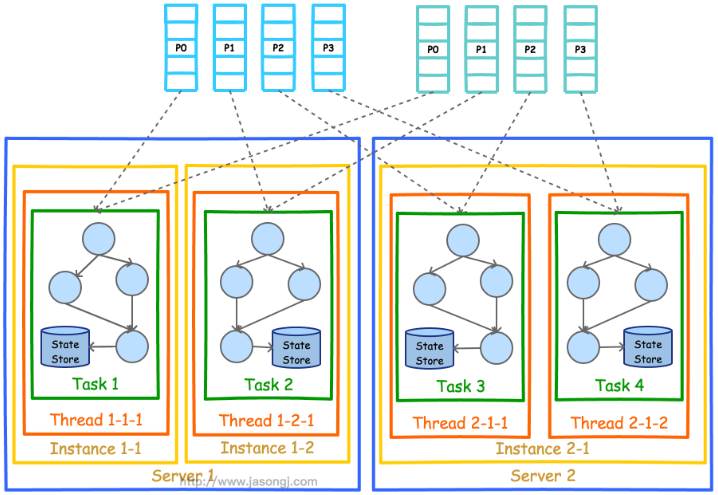 P0 P1 P2 P3 P0 P1 P2 P3
State Store
State Store
State Store
State Store
Task 1 Task 2 Task 3 Task 4
Thread 1-1-1 Thread 1-2-1 Thread 2-1-1 Thread 2-1-2
Instance 1-1 Instance 1-2 Instance 2-1
Server 1 Server 2
http://www.jasongj.com